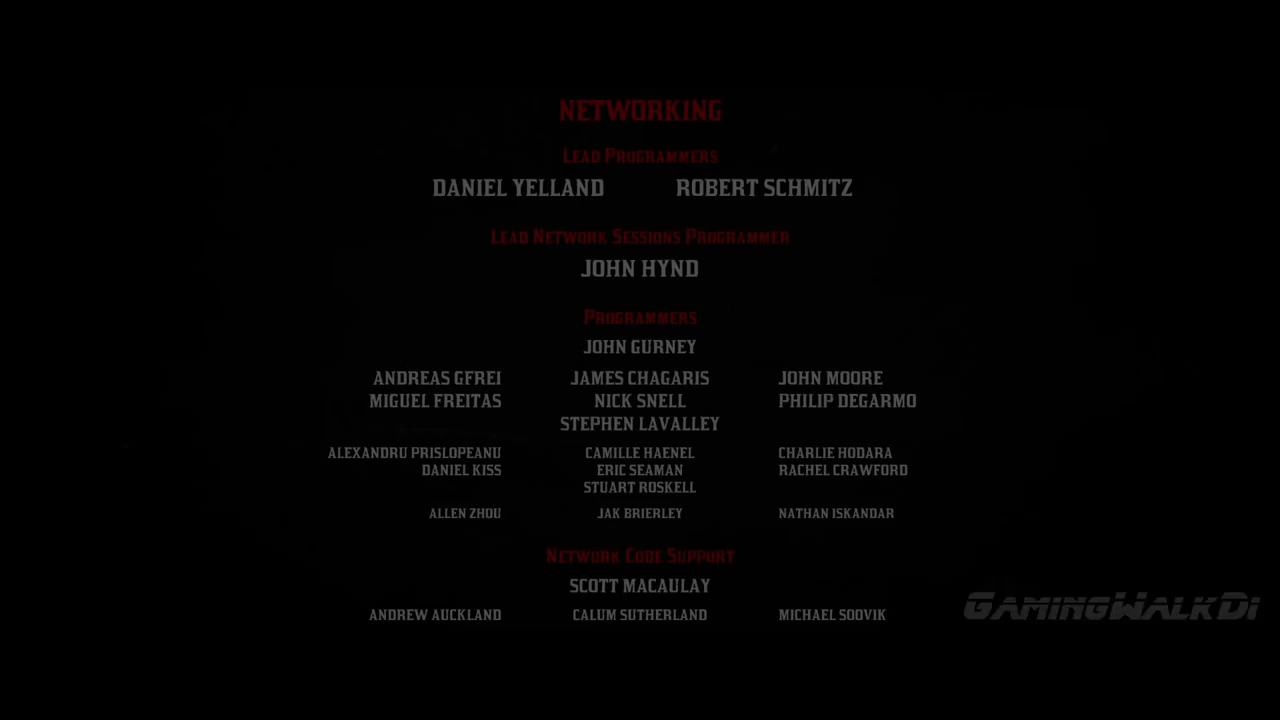 NETWORKING
LEAD PROGRAMMERS
DANIEL YELLAND ROBERT SCHMITZ
LEAD NETWORK SESSIONS PROGRAMMER
JOHN HYND
PROGRAMMERS
JOHN GURNEY
ANDREAS GFREI JAMES CHAGARIS JOHN MOORE
MIGUEL FREITAS NICK SNELL PHILIP DEGARMO
STEPHEN LAVALLEY
ALEXANDRU PRISLOPEANU CAMILLE HAENEL CHARLIE HODARA
DANIEL KISS ERIC SEAMAN RACHEL CRAWFORD
STUART ROSKELL
ALLEN ZHOU JAK BRIERLEY NATHAN ISKANDAR
NETWORK CODE SUPPORT
SCOTT MACAULAY
ANDREW AUCKLAND CALUM SUTHERLAND MICHAEL SOOVIK
GAMINGWALKDI